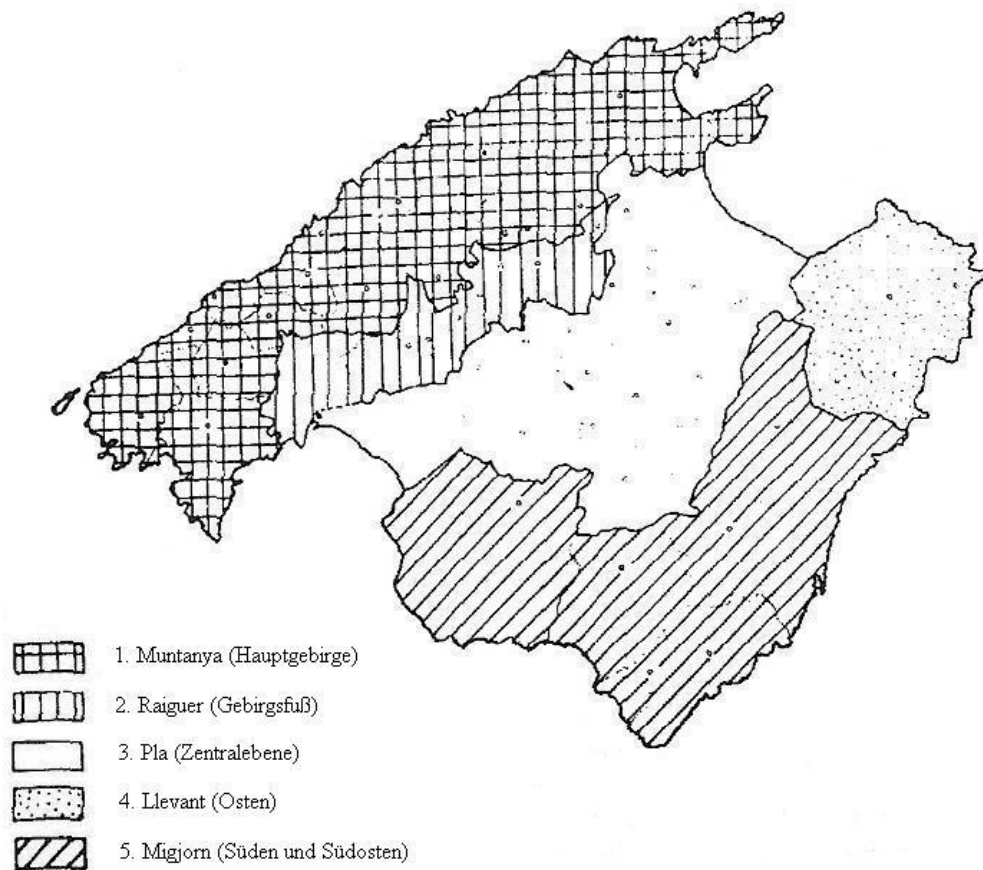 1. Muntanya (Hauptgebirge)
2. Raiguer (Gebirgsfuß)
3. Pla (Zentralebene)
4. Llevant (Osten)
5. Migjorn (Süden und Südosten)